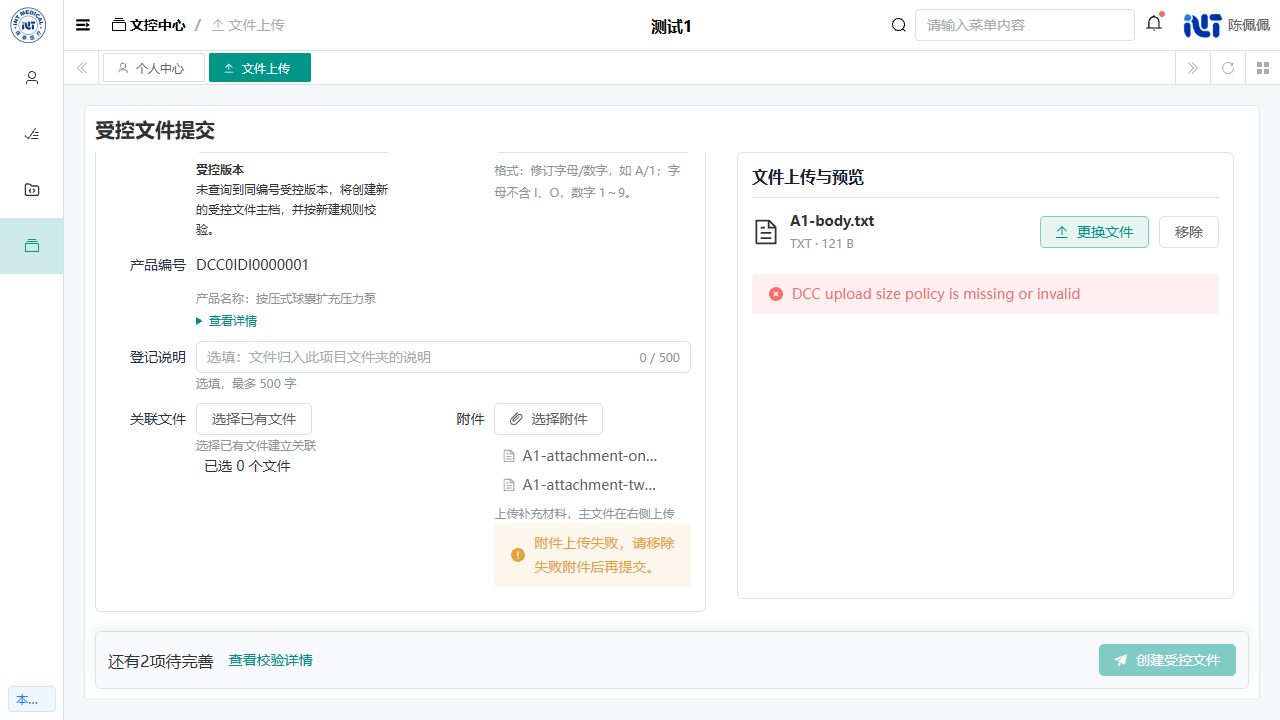 文控中心 / 文件上传
测试1
请输入菜单内容
陈佩佩
个人中心
文件上传
受控文件提交
受控版本
未查询到同编号受控版本，将创建新
的受控文件主档，并按新建规则校
验。
格式：修订字母/数字，如 A/1；字
母不含 I、O，数字 1～9。
产品编号 DCC0IDI0000001
产品名称：按压式球囊扩充压力泵
查看详情
登记说明 选填：文件归入此项目文件夹的说明 0 / 500
选填，最多 500 字
关联文件 选择已有文件
选择已有文件建立关联
已选 0 个文件
附件 选择附件
A1-attachment-on...
A1-attachment-tw...
上传补充材料，主文件在右侧上传
附件上传失败，请移除
失败附件后再提交。
文件上传与预览
A1-body.txt
TXT · 121 B
更换文件
移除
DCC upload size policy is missing or invalid
还有2项待完善 查看校验详情
创建受控文件
本...